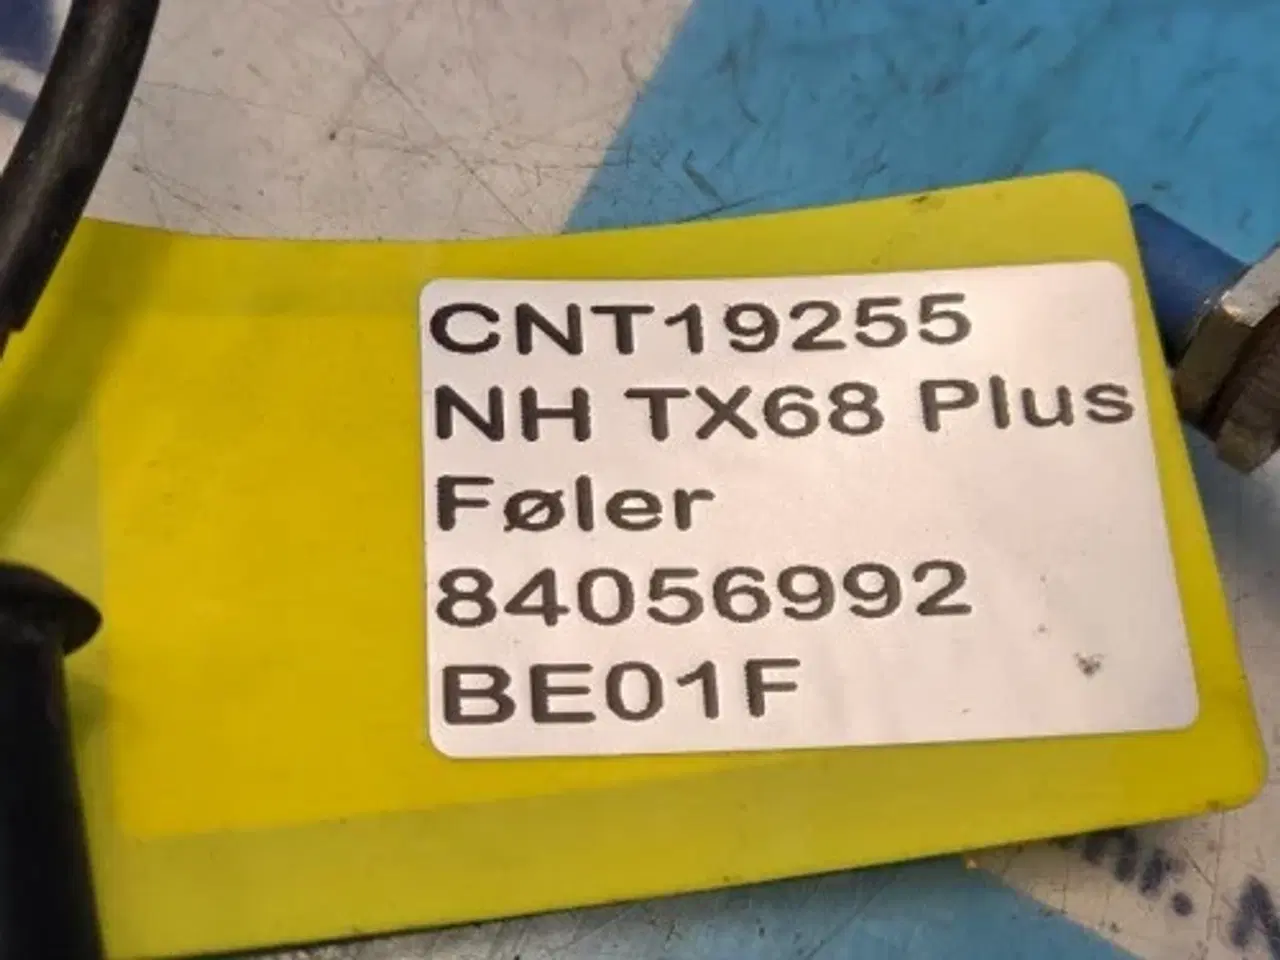 CNT19255
NH TX68 Plus
Føler
84056992
BE01F